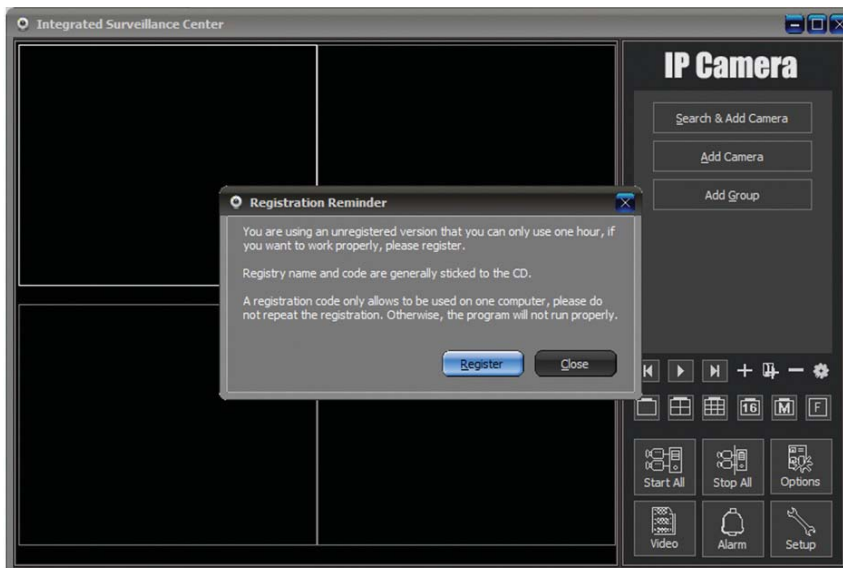 Integrated Surveillance Center
IP Camera
Search & Add Camera
Add Camera
Add Group
Registration Reminder
You are using an unregistered version that you can only use one hour, if
you want to work properly, please register.
Registry name and code are generally sticked to the CD.
A registration code only allows to be used on one computer, please do
not repeat the registration. Otherwise, the program will not run properly.
Register
Close
16
M
F
Start All
Stop All
Options
Video
Alarm
Setup